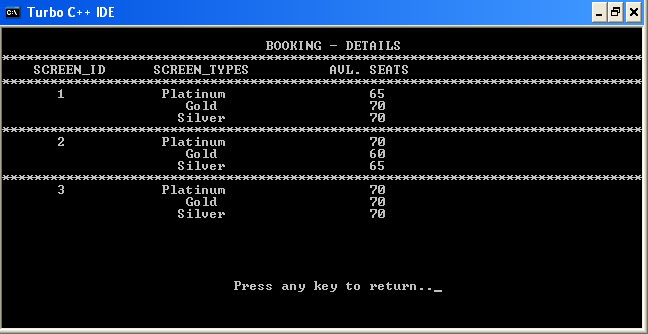 Turbo C++ IDE
BOOKING - DETAILS
********************************************************************************
SCREEN_ID SCREEN_TYPES AVL. SEATS
********************************************************************************
1 Platinum 65
Gold 70
Silver 70
********************************************************************************
2 Platinum 70
Gold 60
Silver 65
********************************************************************************
3 Platinum 70
Gold 70
Silver 70
Press any key to return.._